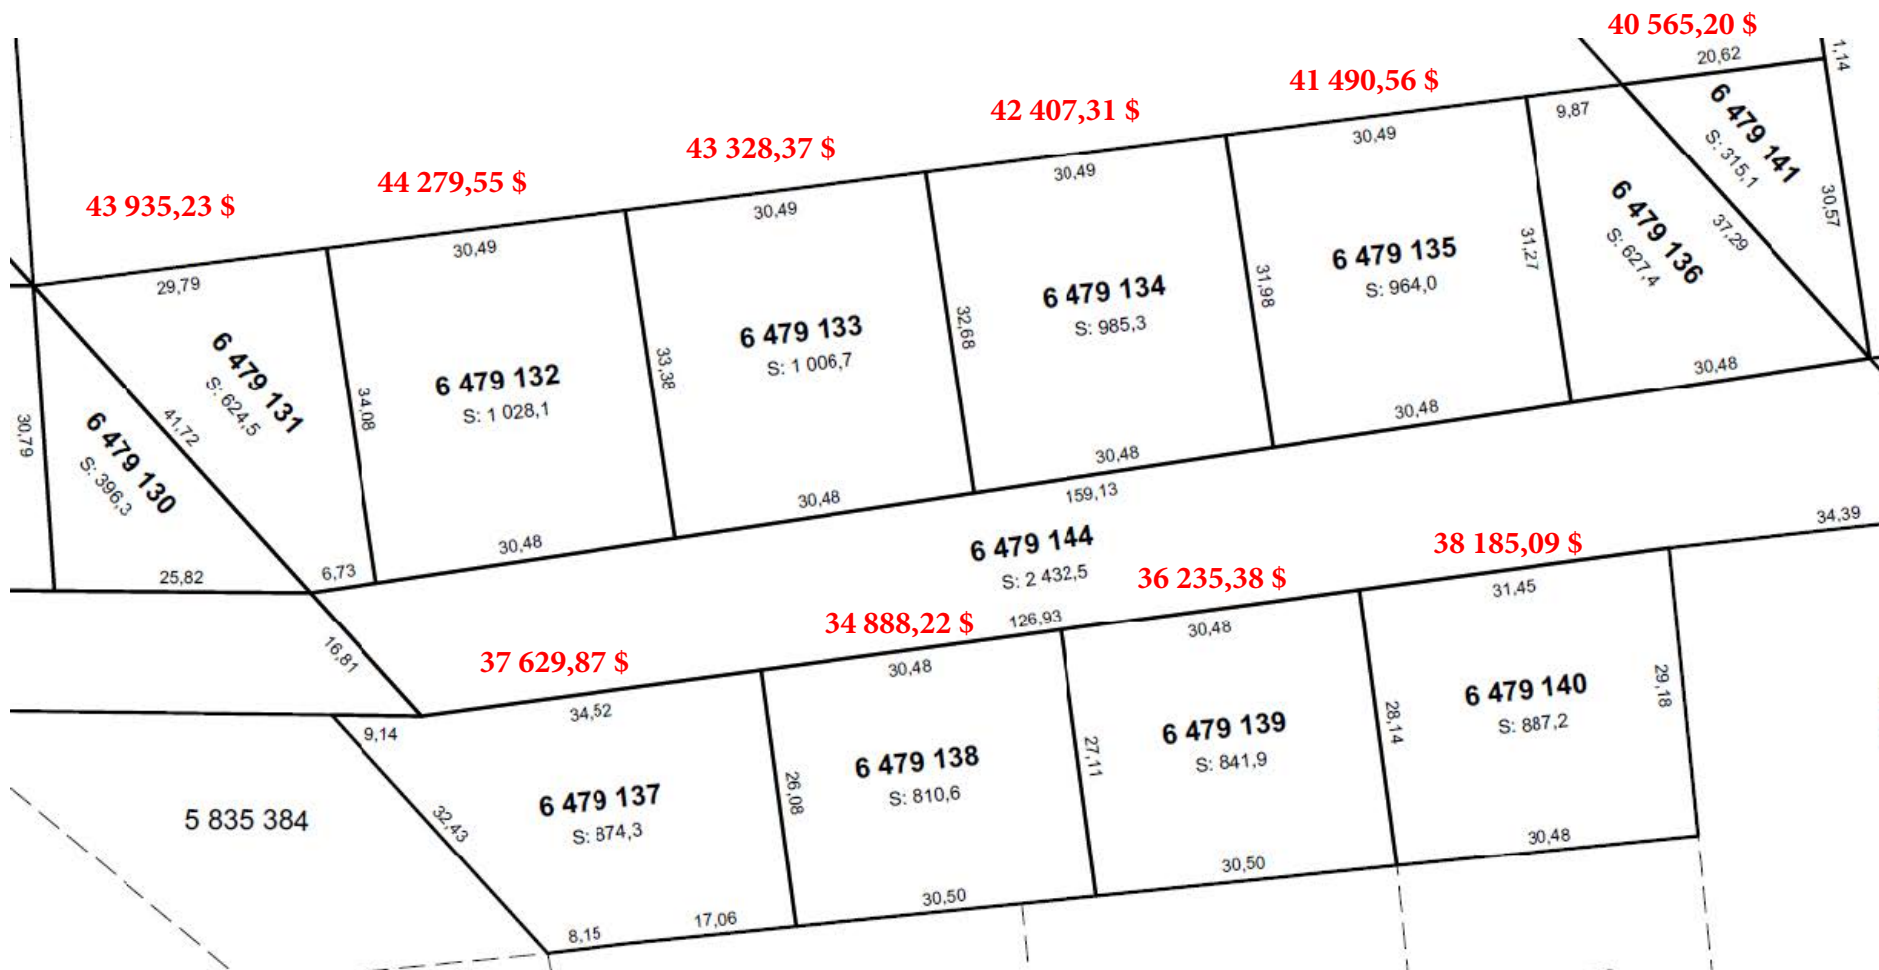 40 565,20 $
20,62
1,14
41 490,56 $
42 407,31 $
43 328,37 $
44 279,55 $
43 935,23 $
29,79
30,49
30,49
30,49
30,49
9,87
6 479 141
S: 315,1
30,57
37,29
6 479 136
S: 627,4
31,27
6 479 135
S: 964,0
31,98
6 479 134
S: 985,3
32,68
6 479 133
S: 1 006,7
33,38
6 479 132
S: 1 028,1
34,08
6 479 131
S: 624,5
41,72
6 479 130
S: 396,3
30,79
25,82
6,73
30,48
30,48
30,48
30,48
30,48
159,13
6 479 144
S: 2 432,5
126,93
34,39
16,81
37 629,87 $
34 888,22 $
36 235,38 $
38 185,09 $
9,14
34,52
30,48
30,48
31,45
5 835 384
32,43
6 479 137
S: 874,3
26,08
6 479 138
S: 810,6
27,11
6 479 139
S: 841,9
28,14
6 479 140
S: 887,2
29,18
8,15
17,06
30,50
30,50
30,48